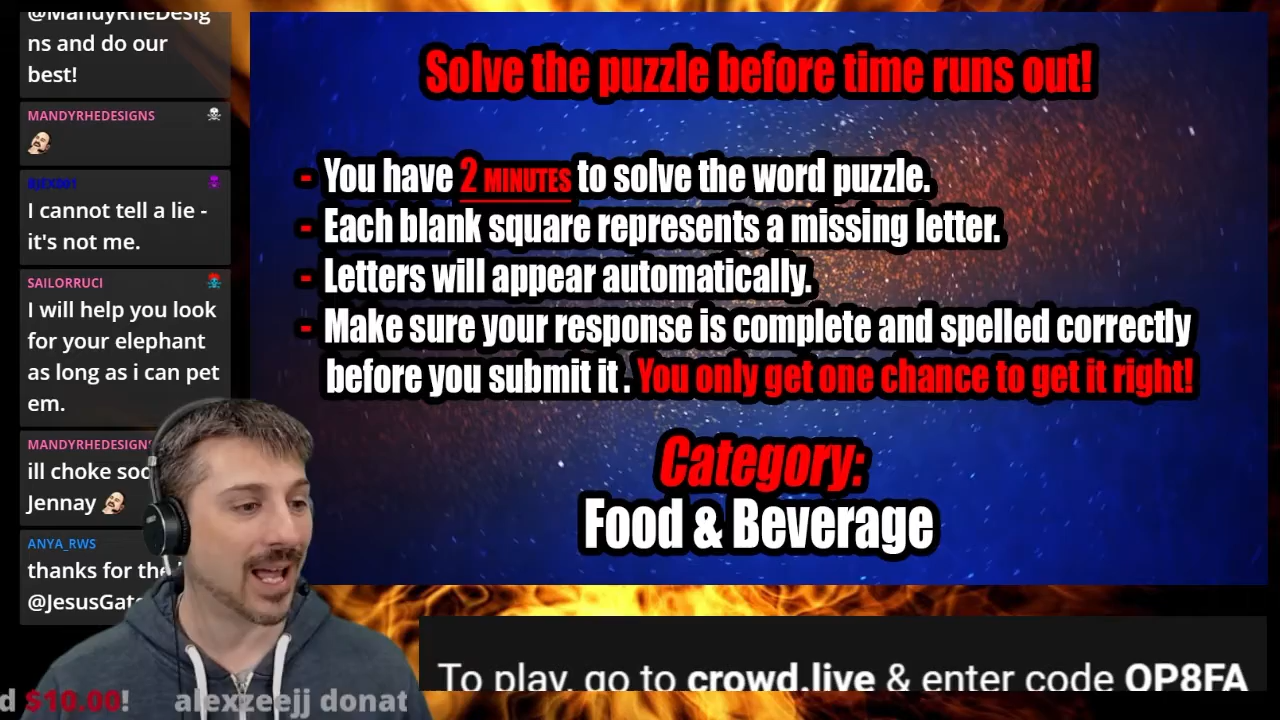 @MandyRheDesig
ns and do our
best!
MANDYRHEDESIGNS
I cannot tell a lie -
it's not me.
SAILORRUCI
I will help you look
for your elephant
as long as i can pet
em.
MANDYRHEDESIGNS
ill choke
Jennay
ANYA_RWS
thanks for the
Solve the puzzle before time runs out!
- You have 2 MINUTES to solve the word puzzle.
- Each blank square represents a missing letter.
- Letters will appear automatically.
- Make sure your response is complete and spelled correctly
before you submit it . You only get one chance to get it right!
Category:
Food & Beverage
To play, go to crowd.live & enter code OP8FA
d $10.00! alexzeejj donat